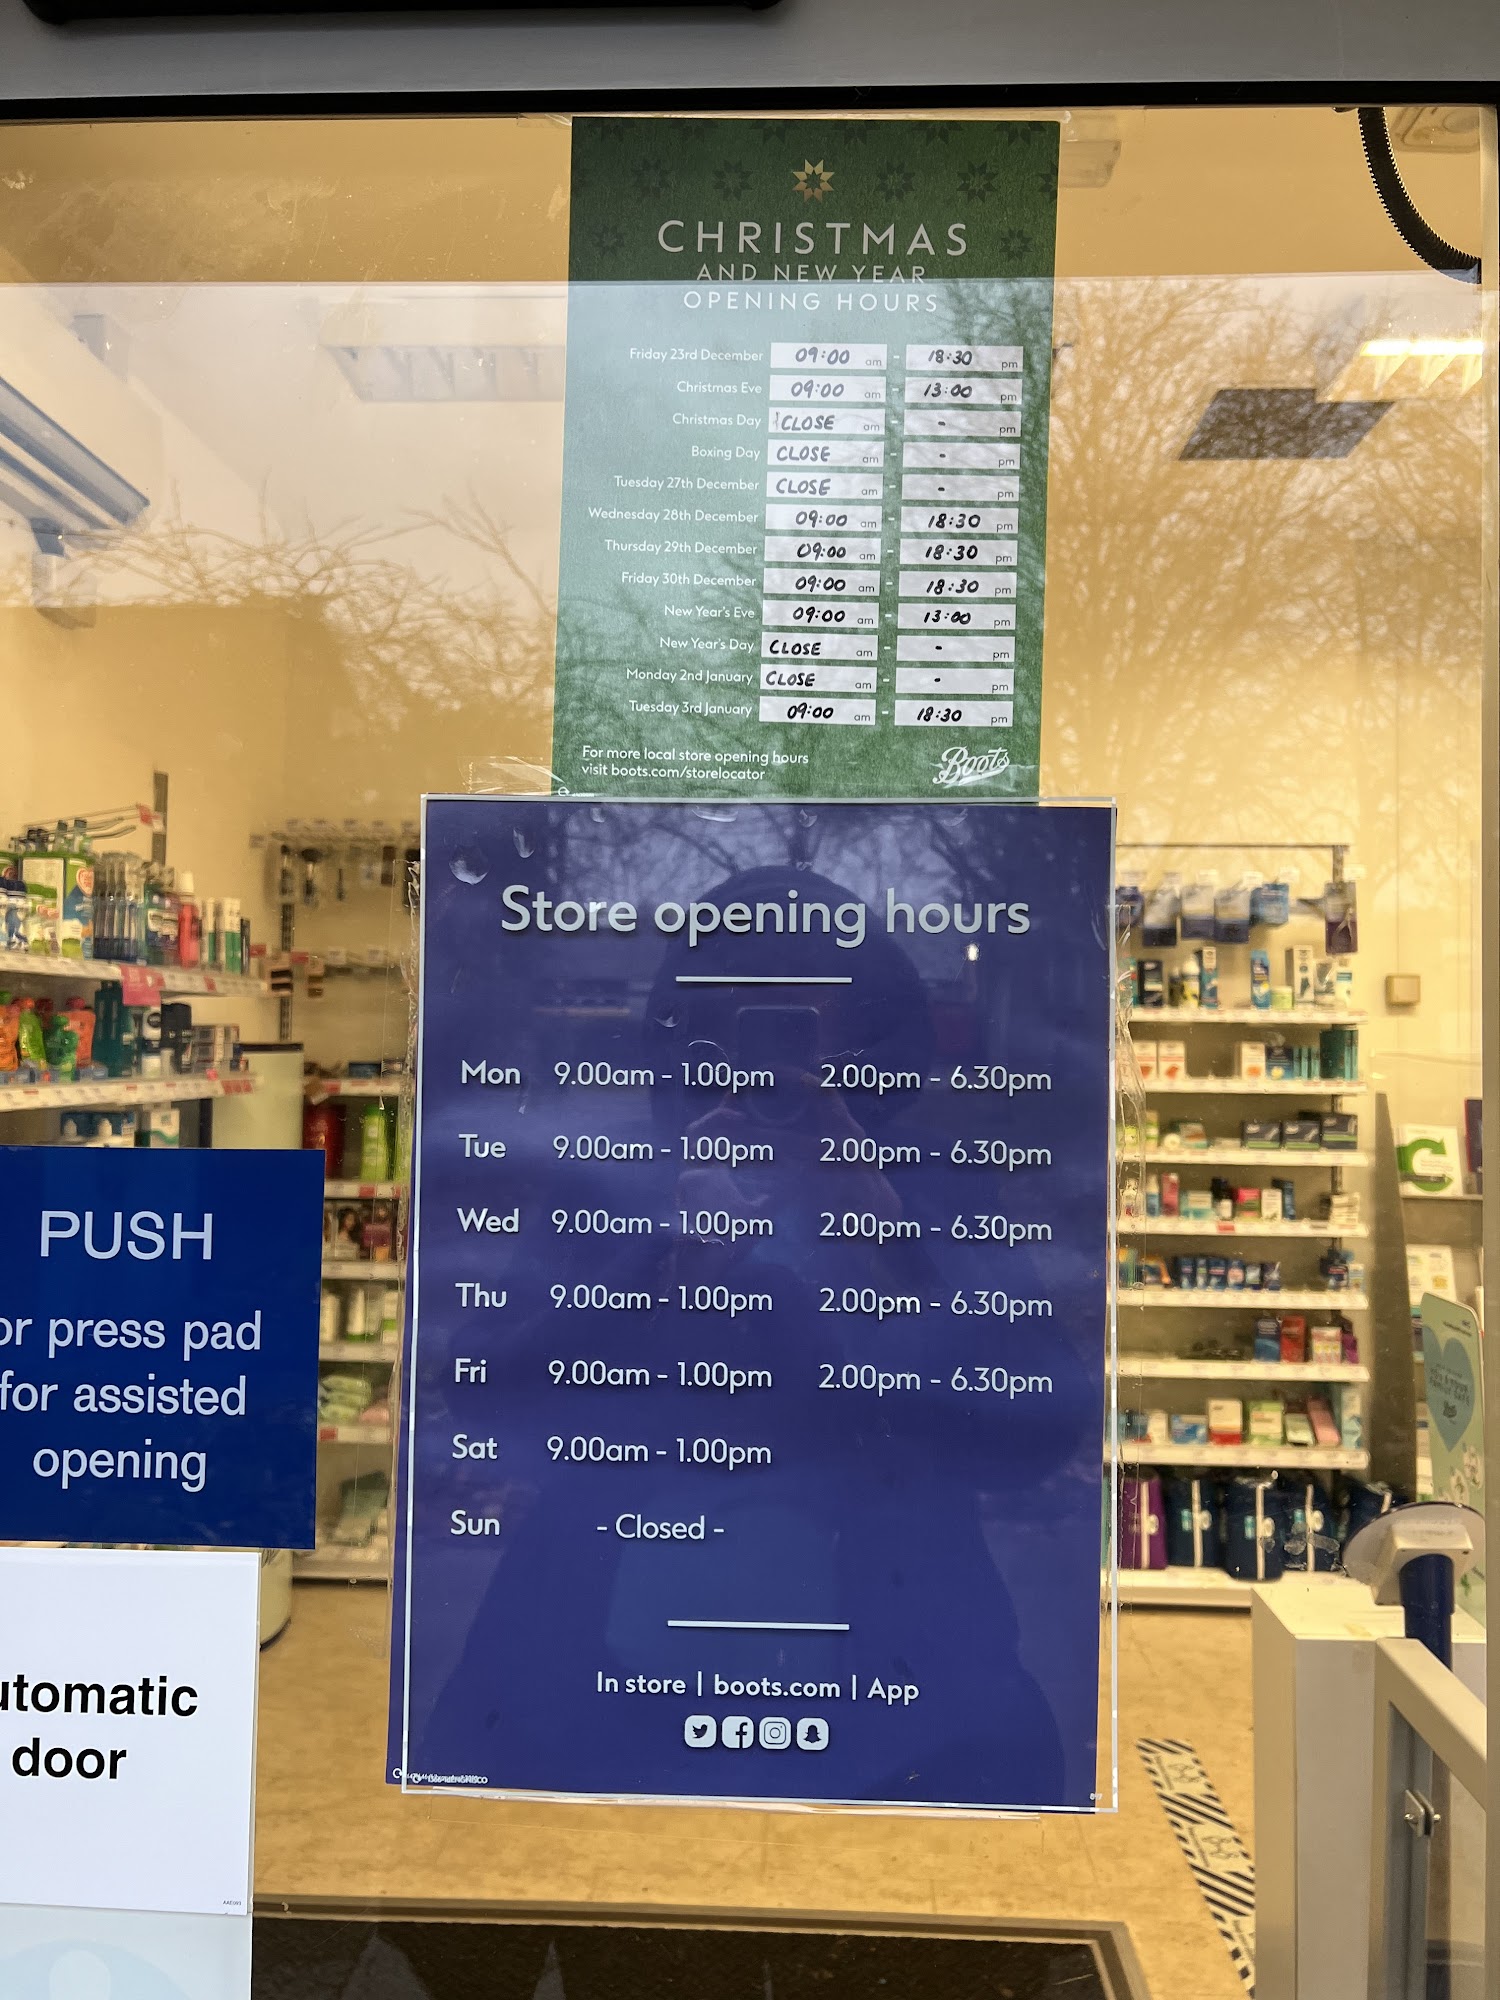 CHRISTMAS
AND NEW YEAR
OPENING HOURS
Friday 23rd December 09:00 am - 18:30 pm
Christmas Eve 09:00 am - 13:00 pm
Christmas Day CLOSE am - - pm
Boxing Day CLOSE am - - pm
Tuesday 27th December CLOSE am - - pm
Wednesday 28th December 09:00 am - 18:30 pm
Thursday 29th December 09:00 am - 18:30 pm
Friday 30th December 09:00 am - 18:30 pm
New Year's Eve 09:00 am - 13:00 pm
New Year's Day CLOSE am - - pm
Monday 2nd January CLOSE am - - pm
Tuesday 3rd January 09:00 am - 18:30 pm
For more local store opening hours
visit boots.com/storelocator
Boots
Store opening hours
Mon 9.00am - 1.00pm 2.00pm - 6.30pm
Tue 9.00am - 1.00pm 2.00pm - 6.30pm
Wed 9.00am - 1.00pm 2.00pm - 6.30pm
Thu 9.00am - 1.00pm 2.00pm - 6.30pm
Fri 9.00am - 1.00pm 2.00pm - 6.30pm
Sat 9.00am - 1.00pm
Sun - Closed -
In store | boots.com | App
PUSH
or press pad
for assisted
opening
utomatic
door